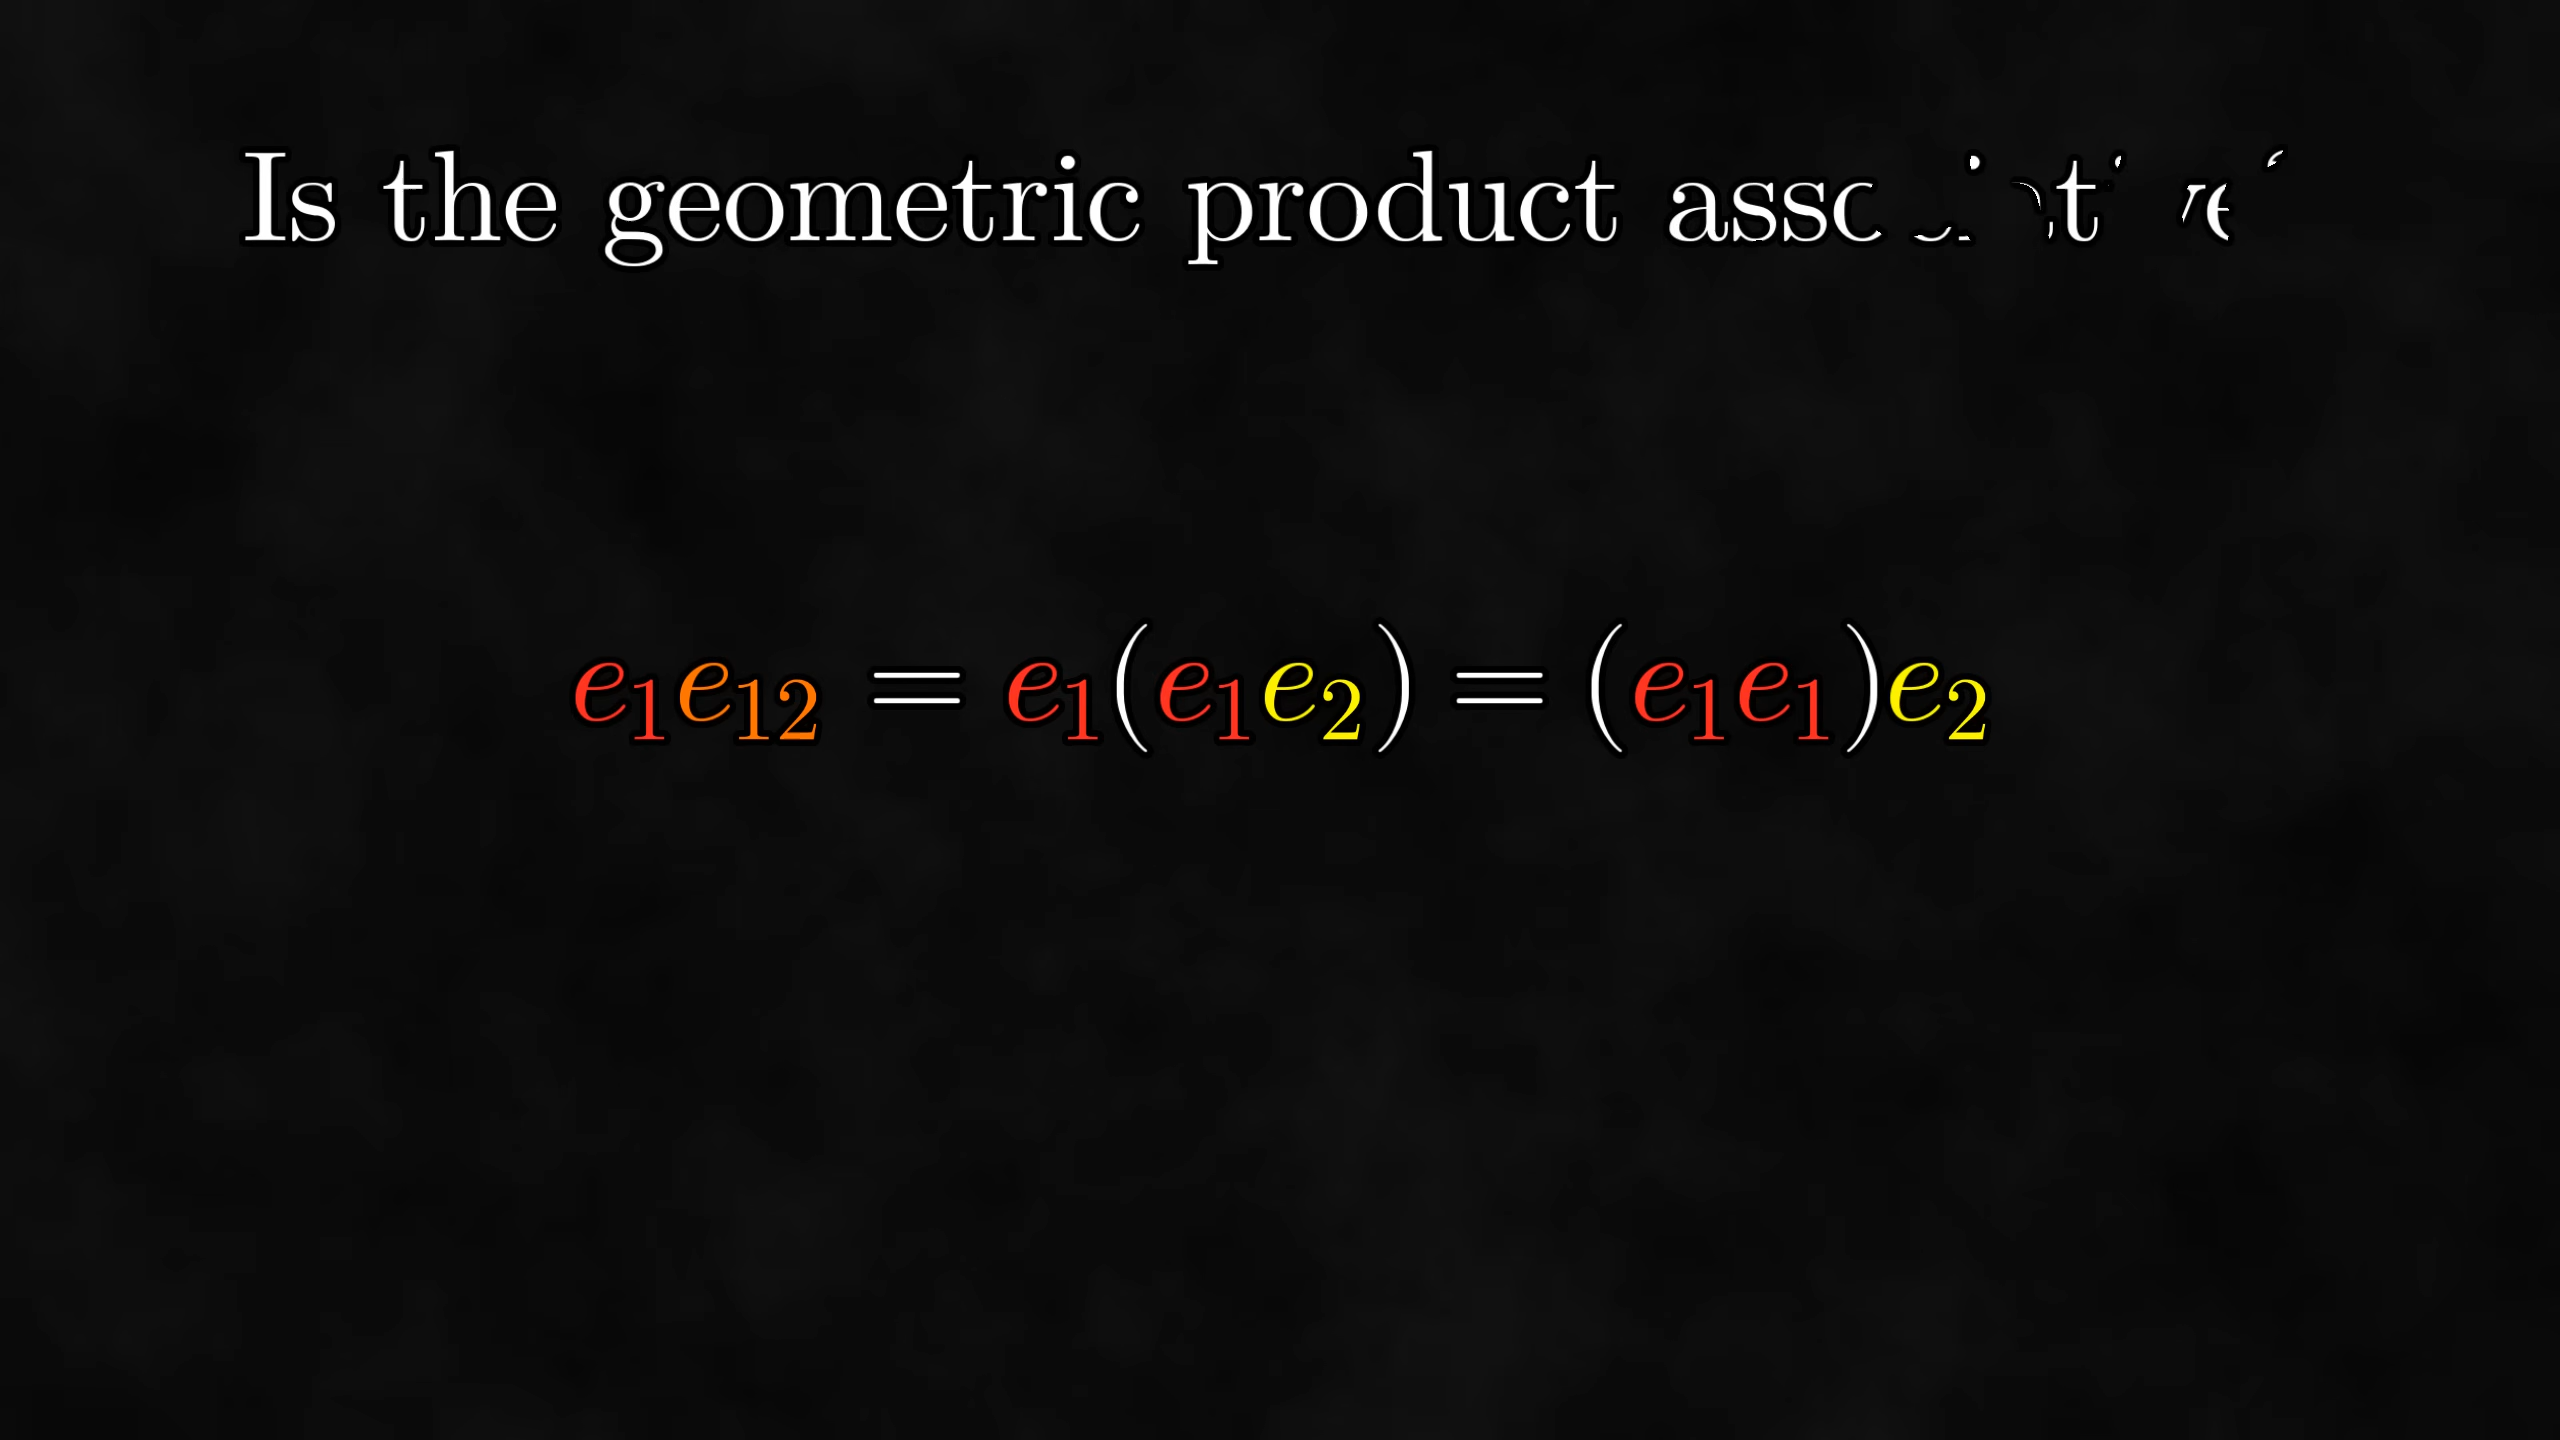 Is the geometric product
e₁e₁₂ = e₁(e₁e₂) = (e₁e₁)e₂